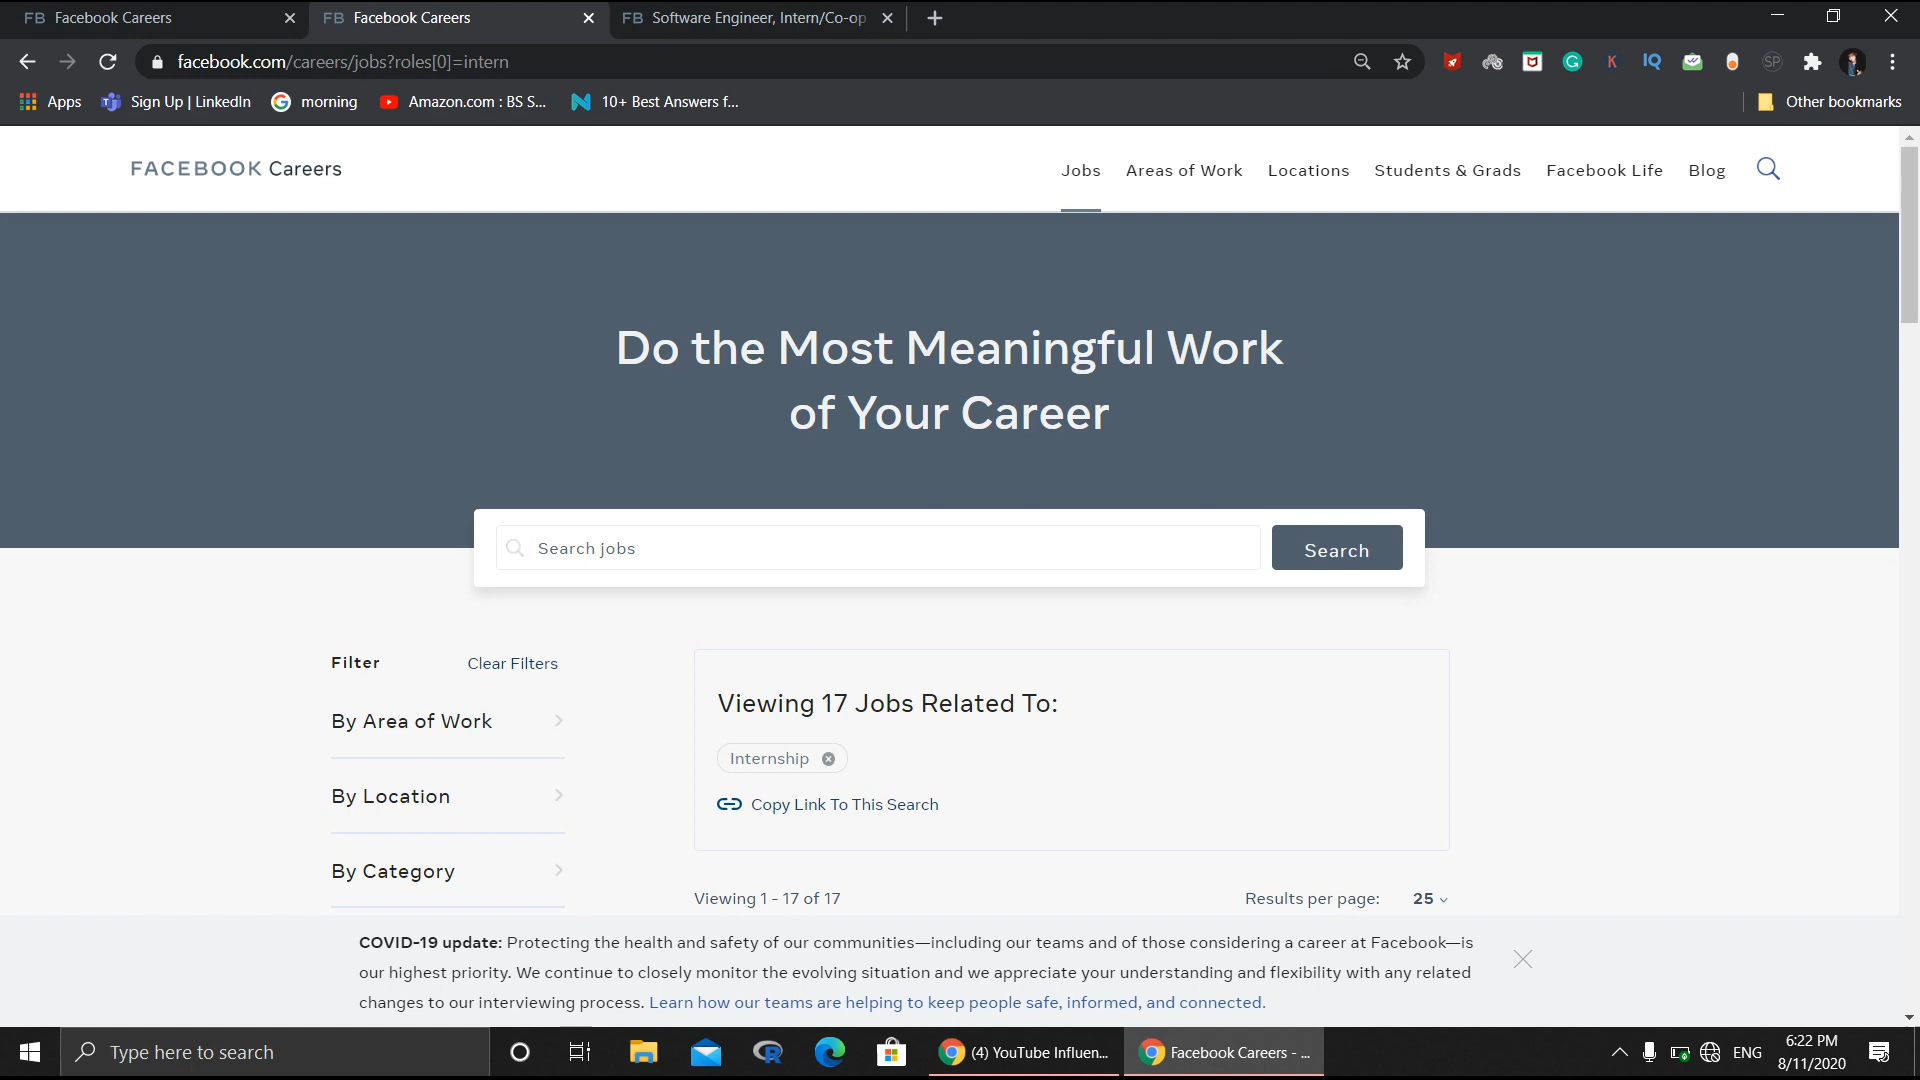 FB Facebook Careers
FB Facebook Careers
FB Software Engineer, Intern/Co-op
facebook.com/careers/jobs?roles[0]=intern
K IQ SP
Apps Sign Up | LinkedIn morning Amazon.com : BS S... 10+ Best Answers f... Other bookmarks
FACEBOOK Careers
Jobs Areas of Work Locations Students & Grads Facebook Life Blog
Do the Most Meaningful Work
of Your Career
Search jobs
Search
Filter Clear Filters
By Area of Work
By Location
By Category
Viewing 17 Jobs Related To:
Internship
Copy Link To This Search
Viewing 1 - 17 of 17 Results per page: 25
COVID-19 update: Protecting the health and safety of our communities—including our teams and of those considering a career at Facebook—is
our highest priority. We continue to closely monitor the evolving situation and we appreciate your understanding and flexibility with any related
changes to our interviewing process. Learn how our teams are helping to keep people safe, informed, and connected.
Type here to search
(4) YouTube Influen...
Facebook Careers - ...
ENG
6:22 PM
8/11/2020